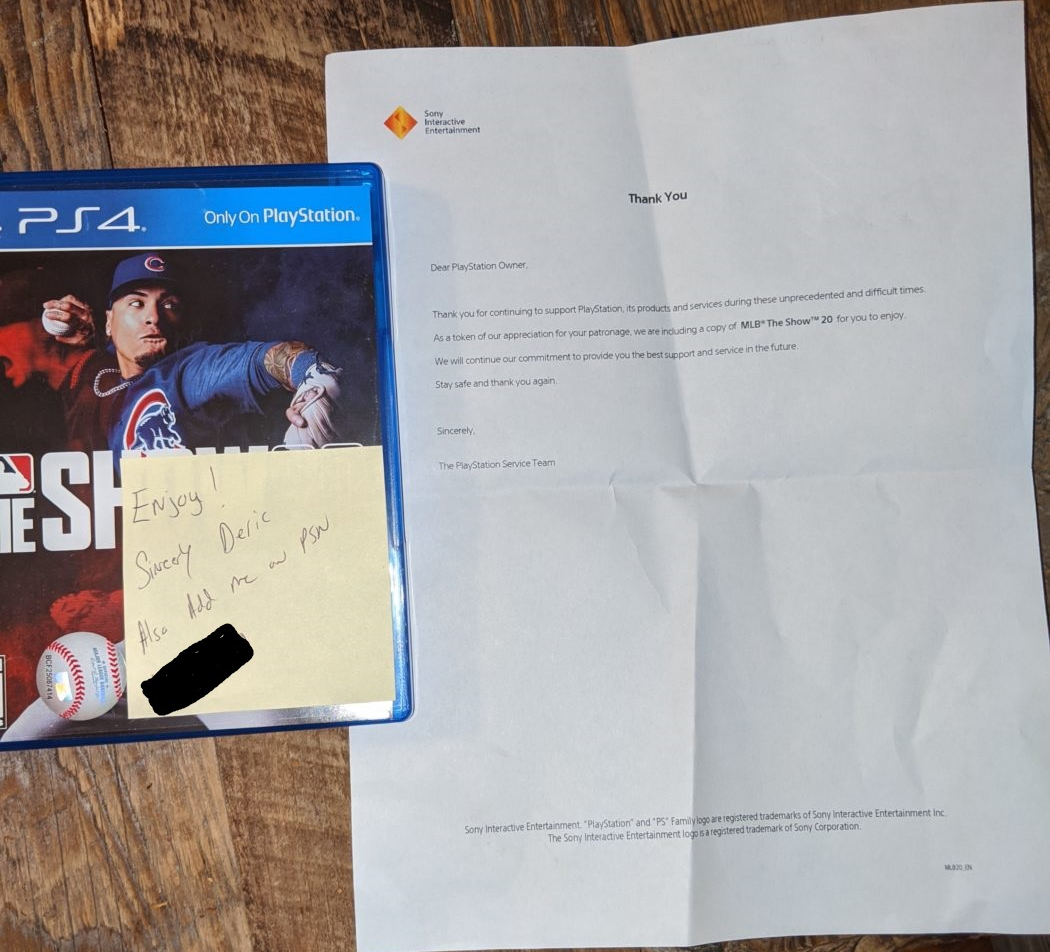 PS4
Only On PlayStation.
C
THE SHOW 20
Enjoy!
Sincerly Deric
Also Add me on PSN
BCF25087414
Sony
Interactive
Entertainment
Thank You
Dear PlayStation Owner,
Thank you for continuing to support PlayStation, its products and services during these unprecedented and difficult times.
As a token of our appreciation for your patronage, we are including a copy of MLB® The Show™ 20 for you to enjoy.
We will continue our commitment to provide you the best support and service in the future.
Stay safe and thank you again.
Sincerely,
The PlayStation Service Team
Sony Interactive Entertainment. "PlayStation" and "PS" Family logo are registered trademarks of Sony Interactive Entertainment Inc.
The Sony Interactive Entertainment logo is a registered trademark of Sony Corporation.
MLB20_EN